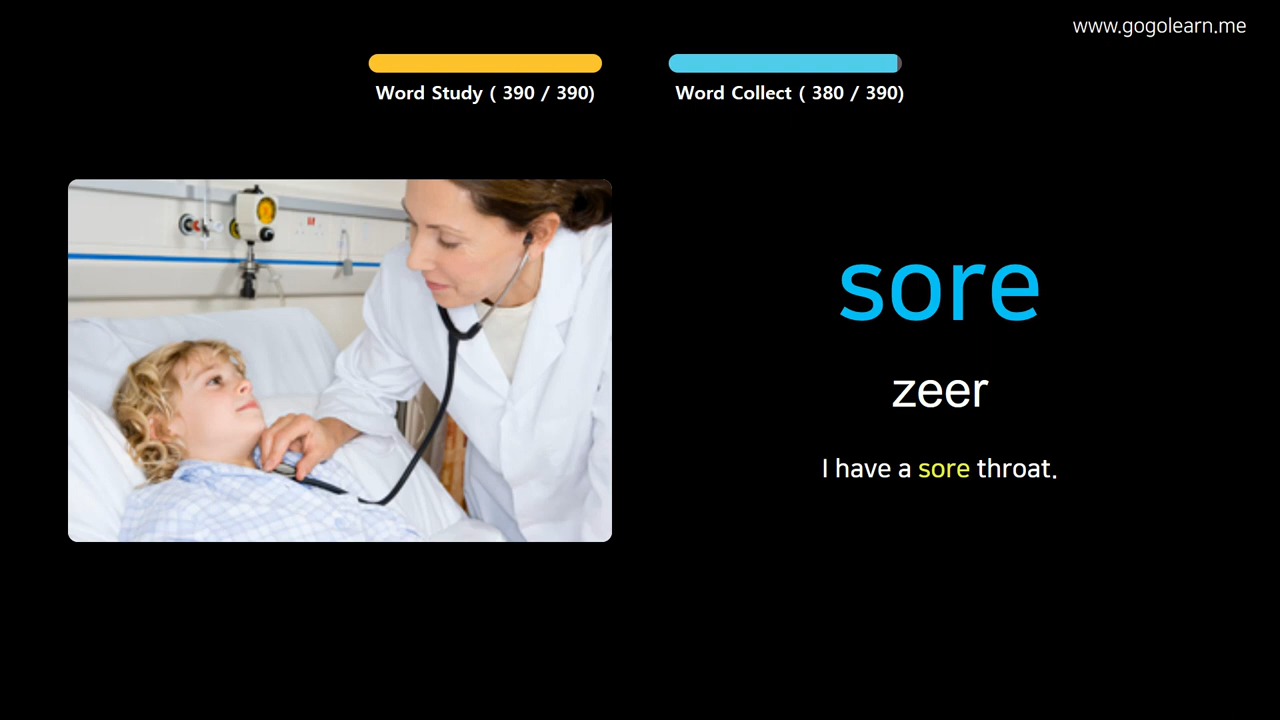 www.gogolearn.me
Word Study ( 390 / 390)
Word Collect ( 380 / 390)
sore
zeer
I have a sore throat.